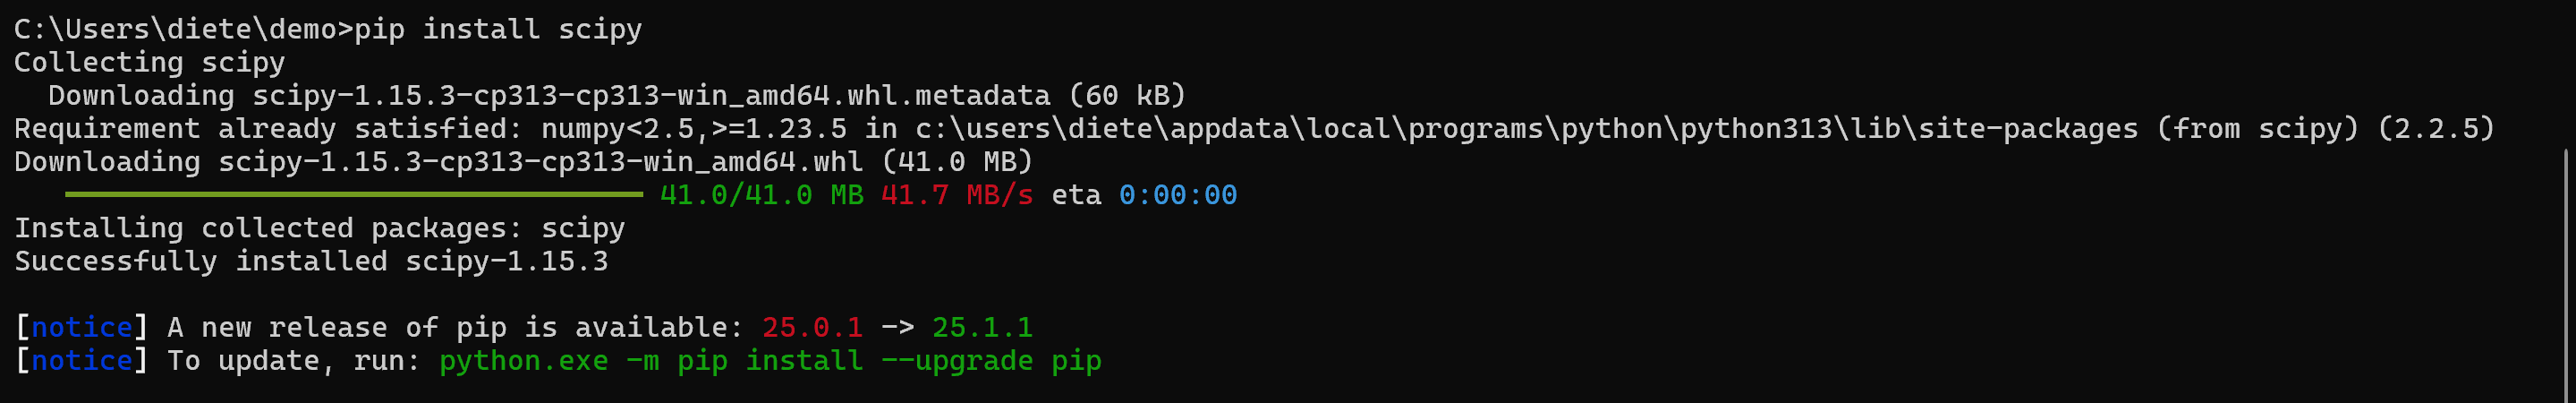 C:\Users\diete\demo>pip install scipy
Collecting scipy
  Downloading scipy-1.15.3-cp313-cp313-win_amd64.whl.metadata (60 kB)
Requirement already satisfied: numpy<2.5,>=1.23.5 in c:\users\diete\appdata\local\programs\python\python313\lib\site-packages (from scipy) (2.2.5)
Downloading scipy-1.15.3-cp313-cp313-win_amd64.whl (41.0 MB)
41.0/41.0 MB 41.7 MB/s eta 0:00:00
Installing collected packages: scipy
Successfully installed scipy-1.15.3
[notice] A new release of pip is available: 25.0.1 -> 25.1.1
[notice] To update, run: python.exe -m pip install --upgrade pip